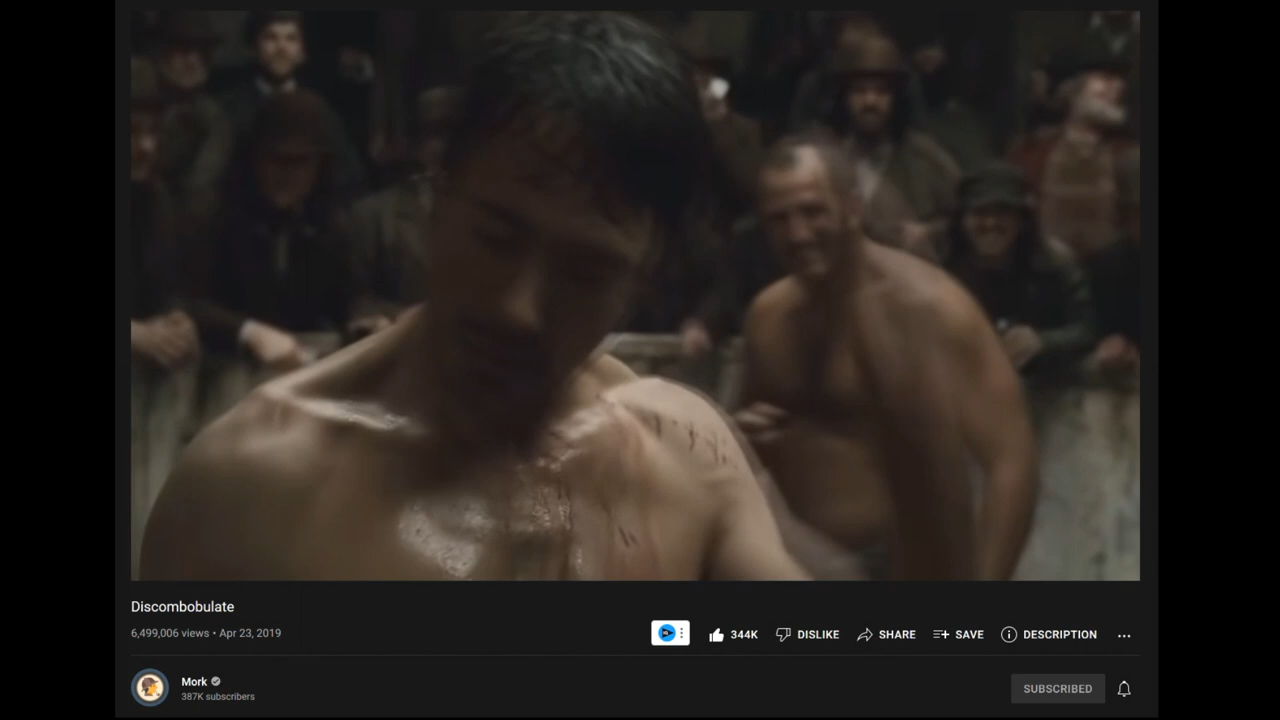 Discombobulate
6,499,006 views • Apr 23, 2019
344K DISLIKE SHARE SAVE DESCRIPTION
Mork
387K subscribers
SUBSCRIBED